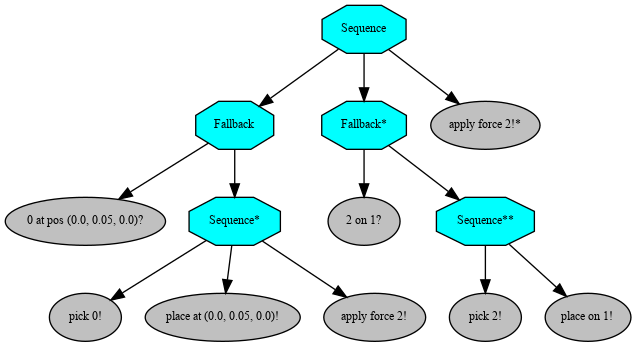 Sequence
Fallback
Fallback*
apply force 2!*
0 at pos (0.0, 0.05, 0.0)?
Sequence*
2 on 1?
Sequence**
pick 0!
place at (0.0, 0.05, 0.0)!
apply force 2!
pick 2!
place on 1!